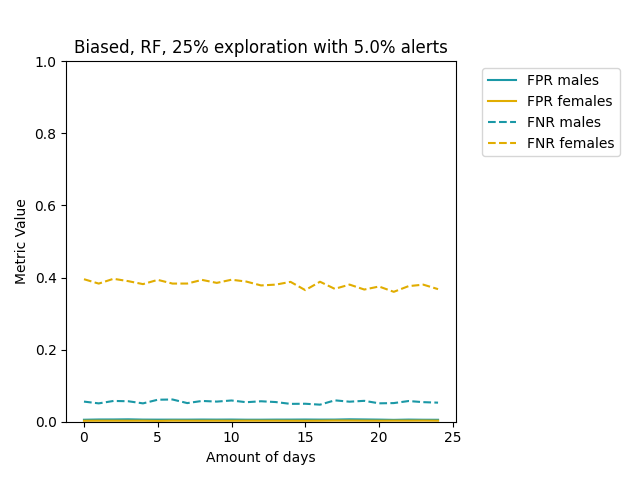 Biased, RF, 25% exploration with 5.0% alerts
1.0
0.8
0.6
0.4
0.2
0.0
Metric Value
0 5 10 15 20 25
Amount of days
FPR males
FPR females
FNR males
FNR females